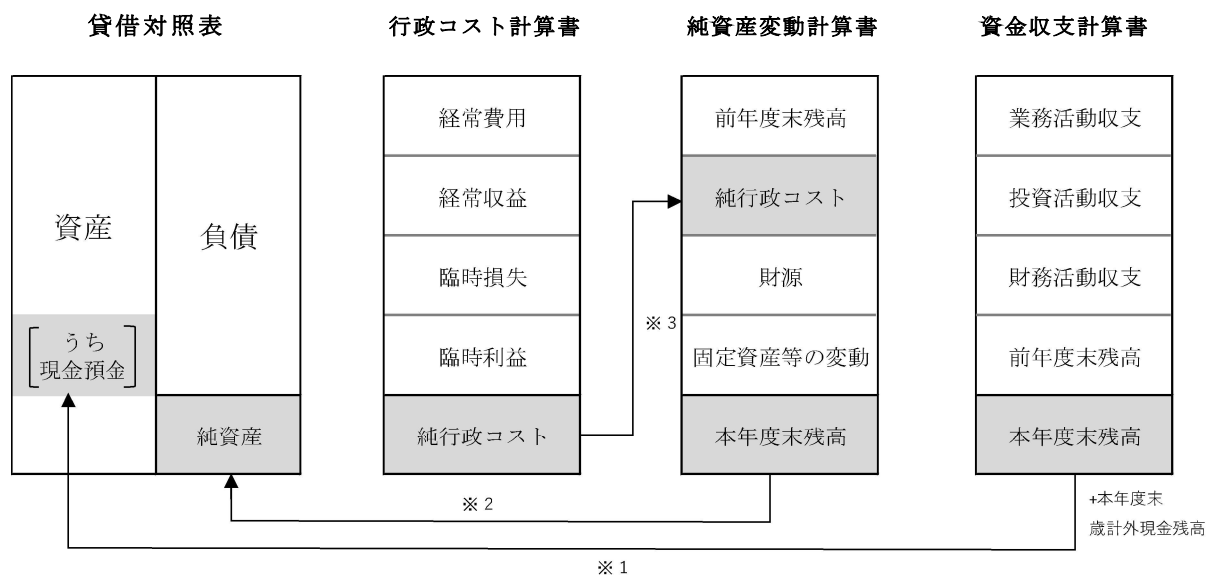 貸借対照表
行政コスト計算書
純資産変動計算書
資金収支計算書
資産
うち
現金預金
負債
純資産
経常費用
経常収益
臨時損失
臨時利益
純行政コスト
前年度末残高
純行政コスト
財源
固定資産等の変動
本年度末残高
業務活動収支
投資活動収支
財務活動収支
前年度末残高
本年度末残高
※3
※2
+本年度末
歳計外現金残高
※1